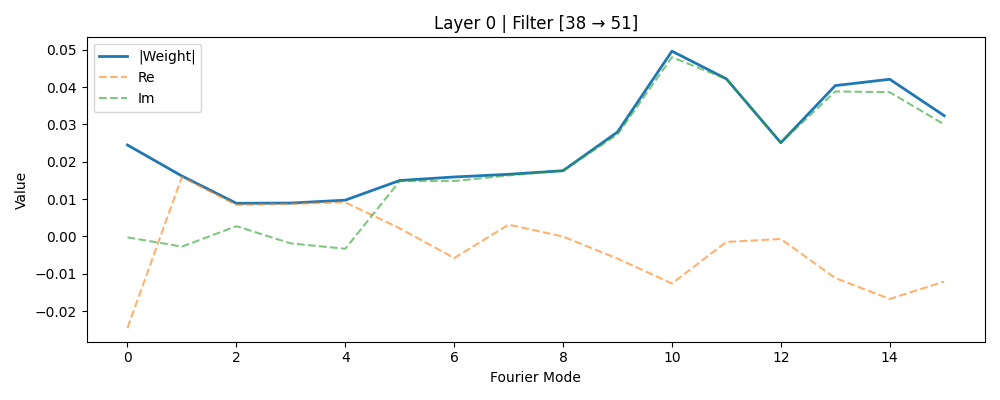 Layer 0 | Filter [38 → 51]
|Weight|
Re
Im
Value
0.05
0.04
0.03
0.02
0.01
0.00
−0.01
−0.02
0 2 4 6 8 10 12 14
Fourier Mode